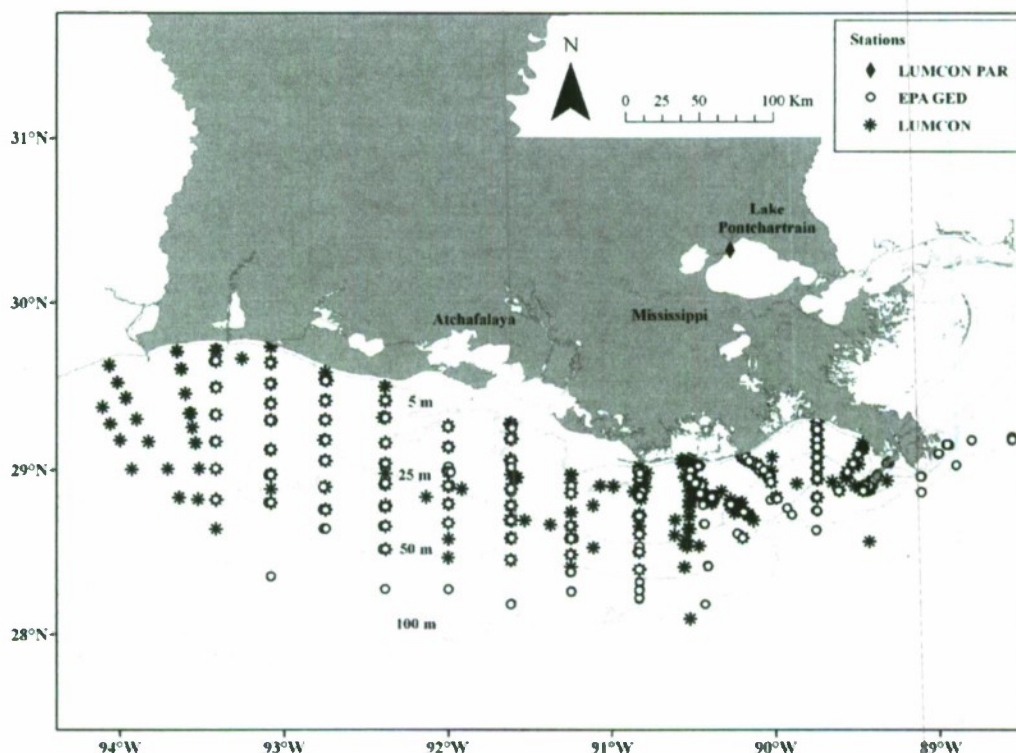 Stations
LUMCON PAR
EPA GED
LUMCON
N
0 25 50 100 Km
31°N
Lake
Pontchartrain
30°N
Atchafalaya
Mississippi
5 m
29°N
25 m
50 m
100 m
28°N
94°W 93°W 92°W 91°W 90°W 89°W